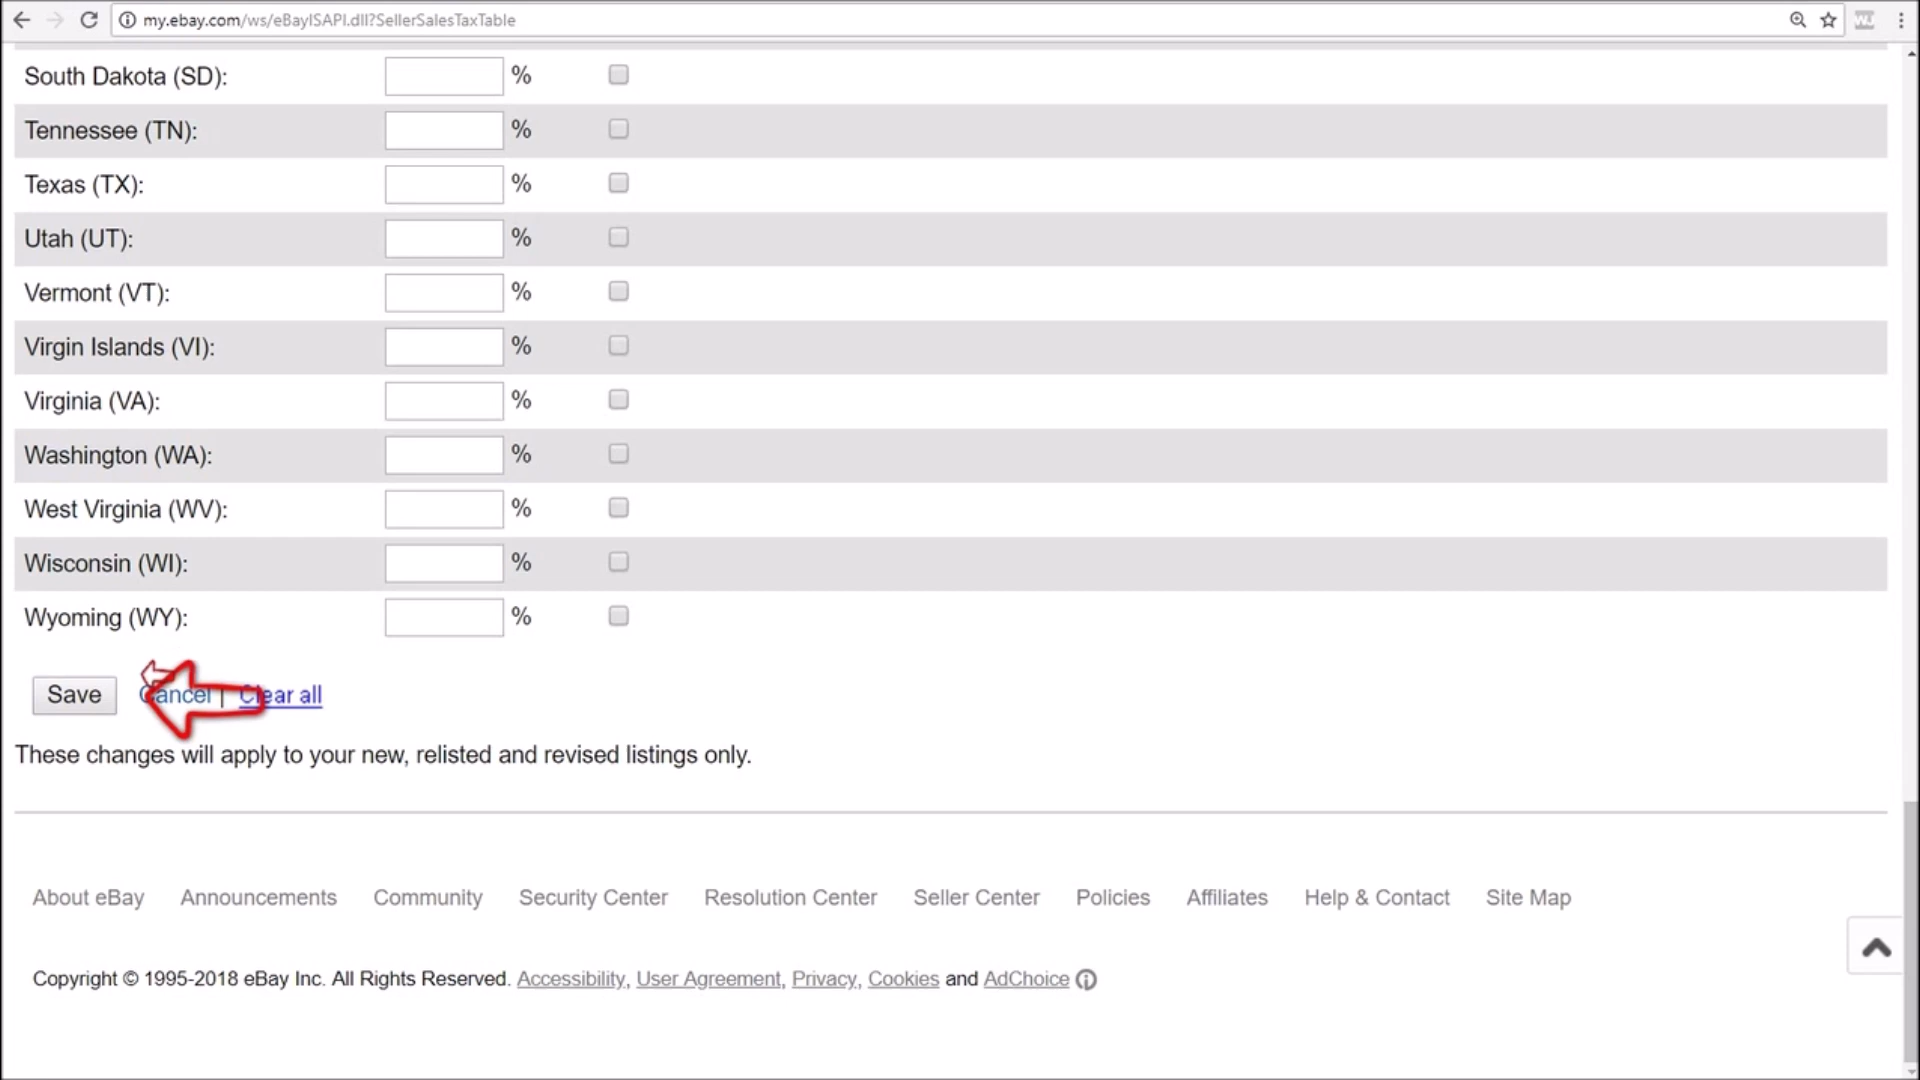 my.ebay.com/ws/eBayISAPI.dll?SellerSalesTaxTable
South Dakota (SD): %
Tennessee (TN): %
Texas (TX): %
Utah (UT): %
Vermont (VT): %
Virgin Islands (VI): %
Virginia (VA): %
Washington (WA): %
West Virginia (WV): %
Wisconsin (WI): %
Wyoming (WY): %
Save Cancel | Clear all
These changes will apply to your new, relisted and revised listings only.
About eBay Announcements Community Security Center Resolution Center Seller Center Policies Affiliates Help & Contact Site Map
Copyright © 1995-2018 eBay Inc. All Rights Reserved. Accessibility, User Agreement, Privacy, Cookies and AdChoice